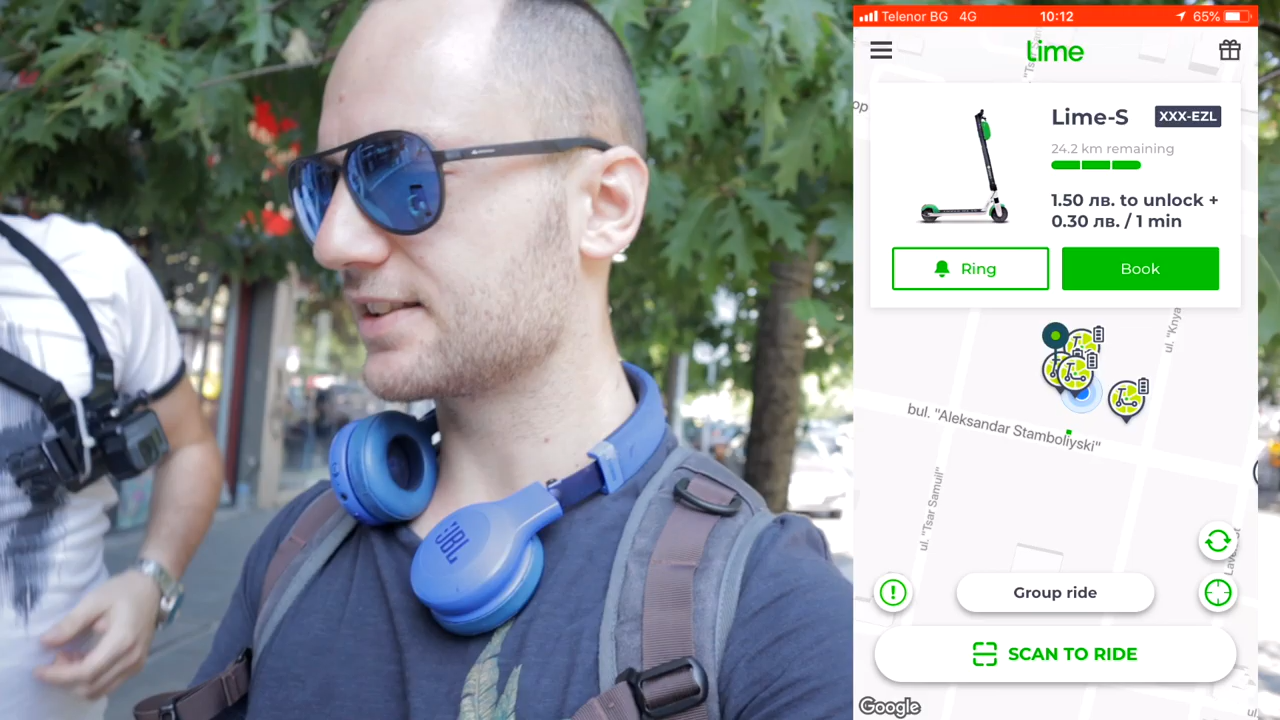 JBL
Telenor BG 4G 10:12 65%
Lime
Lime-S XXX-EZL
24.2 km remaining
1.50 лв. to unlock +
0.30 лв. / 1 min
Ring Book
ul. "Knya
bul. "Aleksandar Stamboliyski"
ul. "Tsar Samuil"
Group ride
SCAN TO RIDE
Google